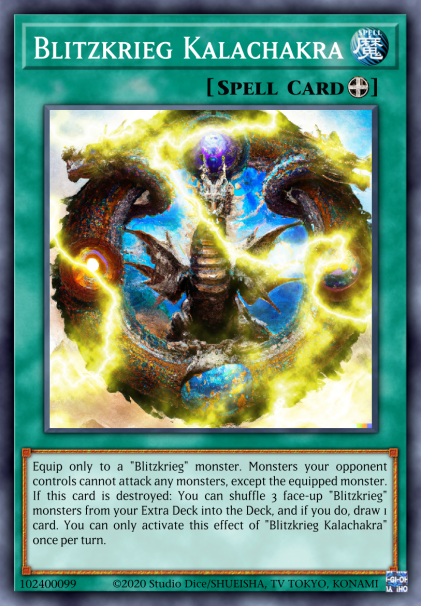 Blitzkrieg Kalachakra
SPELL
魔
[Spell Card]
Equip only to a "Blitzkrieg" monster. Monsters your opponent
controls cannot attack any monsters, except the equipped monster.
If this card is destroyed: You can shuffle 3 face-up "Blitzkrieg"
monsters from your Extra Deck into the Deck, and if you do, draw 1
card. You can only activate this effect of "Blitzkrieg Kalachakra"
once per turn.
102400099 ©2020 Studio Dice/SHUEISHA, TV TOKYO, KONAMI